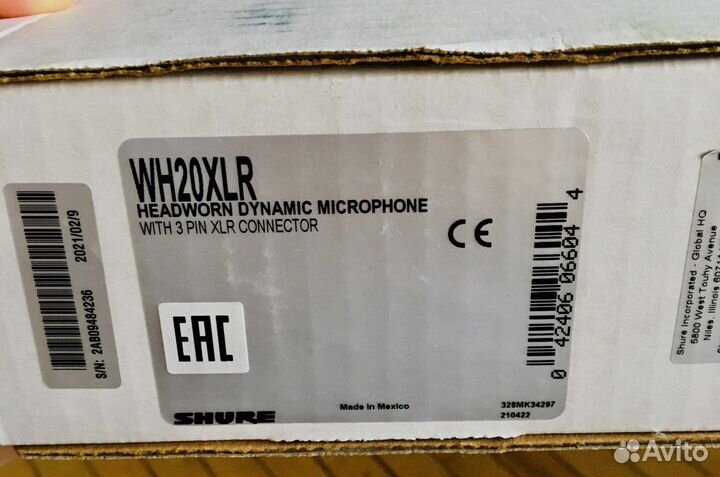 S/N: 2AB09484236 2021/02/9
WH20XLR
HEADWORN DYNAMIC MICROPHONE
WITH 3 PIN XLR CONNECTOR
CE
EAC
SHURE
Made in Mexico
0 42406 06604 4
328MK34297
210422
Shure Incorporated - Global HQ
5800 West Touhy Avenue
Niles, Illinois
Avito